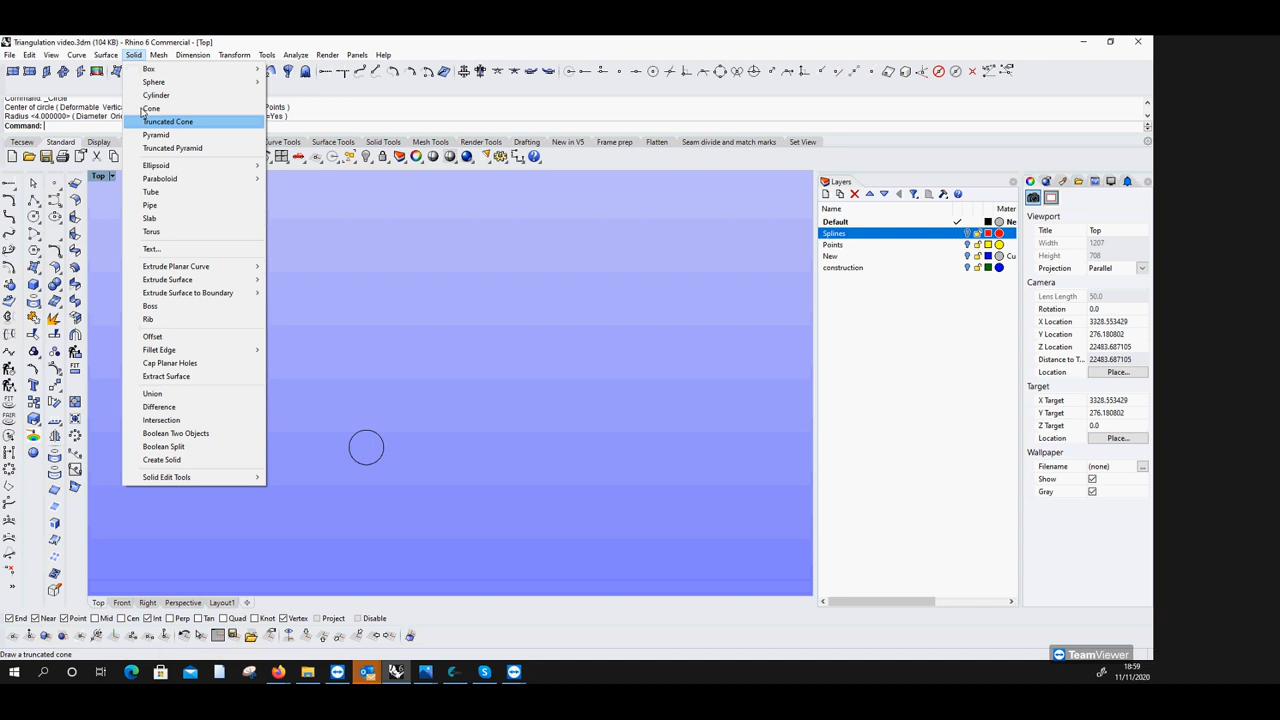 Triangulation video.3dm (104 KB) - Rhino 6 Commercial - [Top]
File Edit View Curve Surface Solid Mesh Dimension Transform Tools Analyze Render Panels Help
Command: _Circle
Center of circle ( Deformable Vertic
Points )
Radius <4.000000> ( Diameter Ori
=Yes )
Command:
Tecsew Standard Display
urve Tools Surface Tools Solid Tools Mesh Tools Render Tools Drafting New in V5 Frame prep Flatten Seam divide and match marks Set View
Box
Sphere
Cylinder
Cone
Truncated Cone
Pyramid
Truncated Pyramid
Ellipsoid
Paraboloid
Tube
Pipe
Slab
Torus
Text...
Extrude Planar Curve
Extrude Surface
Extrude Surface to Boundary
Boss
Rib
Offset
Fillet Edge
Cap Planar Holes
Extract Surface
Union
Difference
Intersection
Boolean Two Objects
Boolean Split
Create Solid
Solid Edit Tools
Top
FIT
FIT
FAIR
Layers
Name Mater
Default Ne
Splines
Points
New Cu
construction
Viewport
Title Top
Width 1207
Height 708
Projection Parallel
Camera
Lens Length 50.0
Rotation 0.0
X Location 3328.553429
Y Location 276.180802
Z Location 22483.687105
Distance to T... 22483.687105
Location Place...
Target
X Target 3328.553429
Y Target 276.180802
Z Target 0.0
Location Place...
Wallpaper
Filename (none) ...
Show
Gray
Top Front Right Perspective Layout1
End Near Point Mid Cen Int Perp Tan Quad Knot Vertex Project Disable
Draw a truncated cone
TeamViewer
18:59
11/11/2020